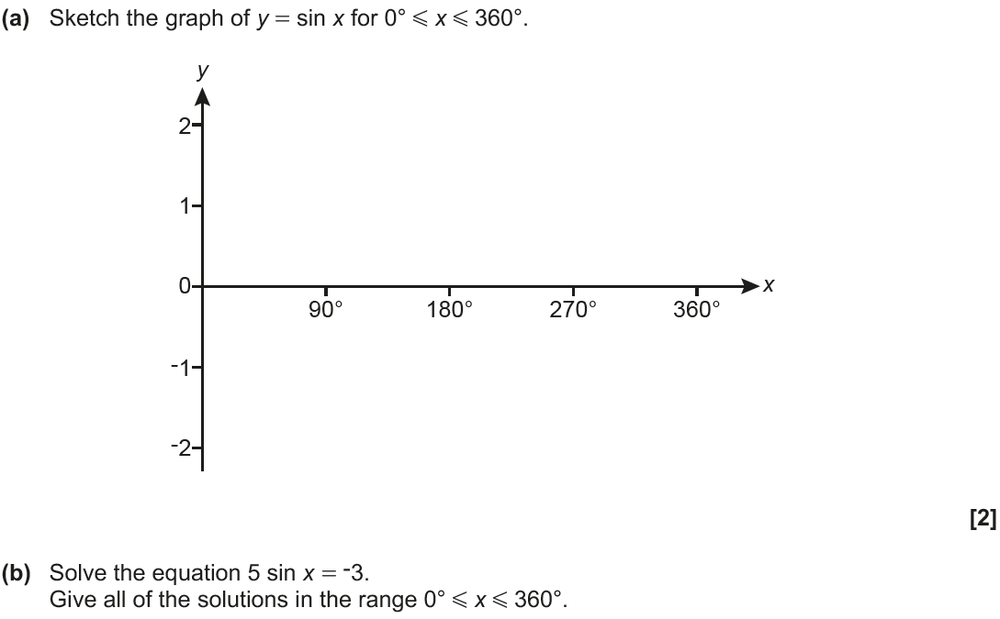 (a) Sketch the graph of y = sin x for 0° ⩽ x ⩽ 360°.
y
2
1
0
x
90° 180° 270° 360°
-1
-2
[2]
(b) Solve the equation 5 sin x = -3.
Give all of the solutions in the range 0° ⩽ x ⩽ 360°.